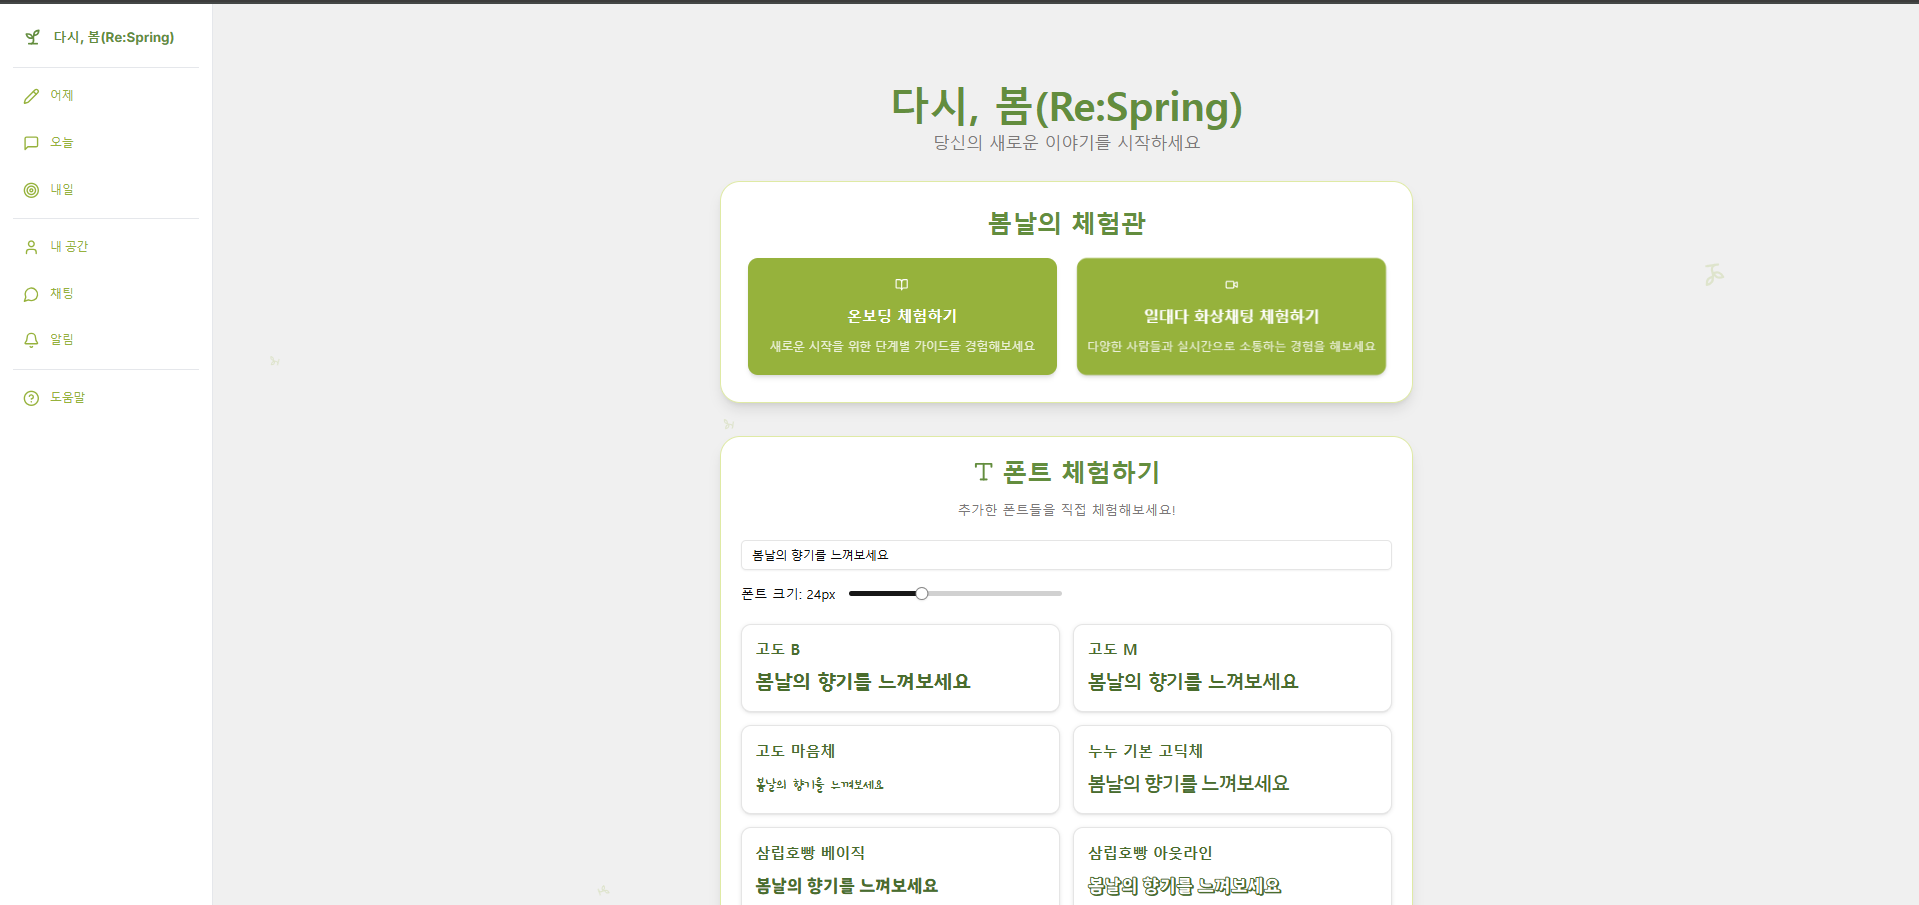 다시, 봄(Re:Spring)
어제
오늘
내일
내 공간
채팅
알림
도움말
다시, 봄(Re:Spring)
당신의 새로운 이야기를 시작하세요
봄날의 체험관
온보딩 체험하기
새로운 시작을 위한 단계별 가이드를 경험해보세요
일대다 화상채팅 체험하기
다양한 사람들과 실시간으로 소통하는 경험을 해보세요
폰트 체험하기
추가한 폰트들을 직접 체험해보세요!
봄날의 향기를 느껴보세요
폰트 크기: 24px
고도 B
봄날의 향기를 느껴보세요
고도 M
봄날의 향기를 느껴보세요
고도 마음체
봄날의 향기를 느껴보세요
누누 기본 고딕체
봄날의 향기를 느껴보세요
삼립호빵 베이직
봄날의 향기를 느껴보세요
삼립호빵 아웃라인
봄날의 향기를 느껴보세요